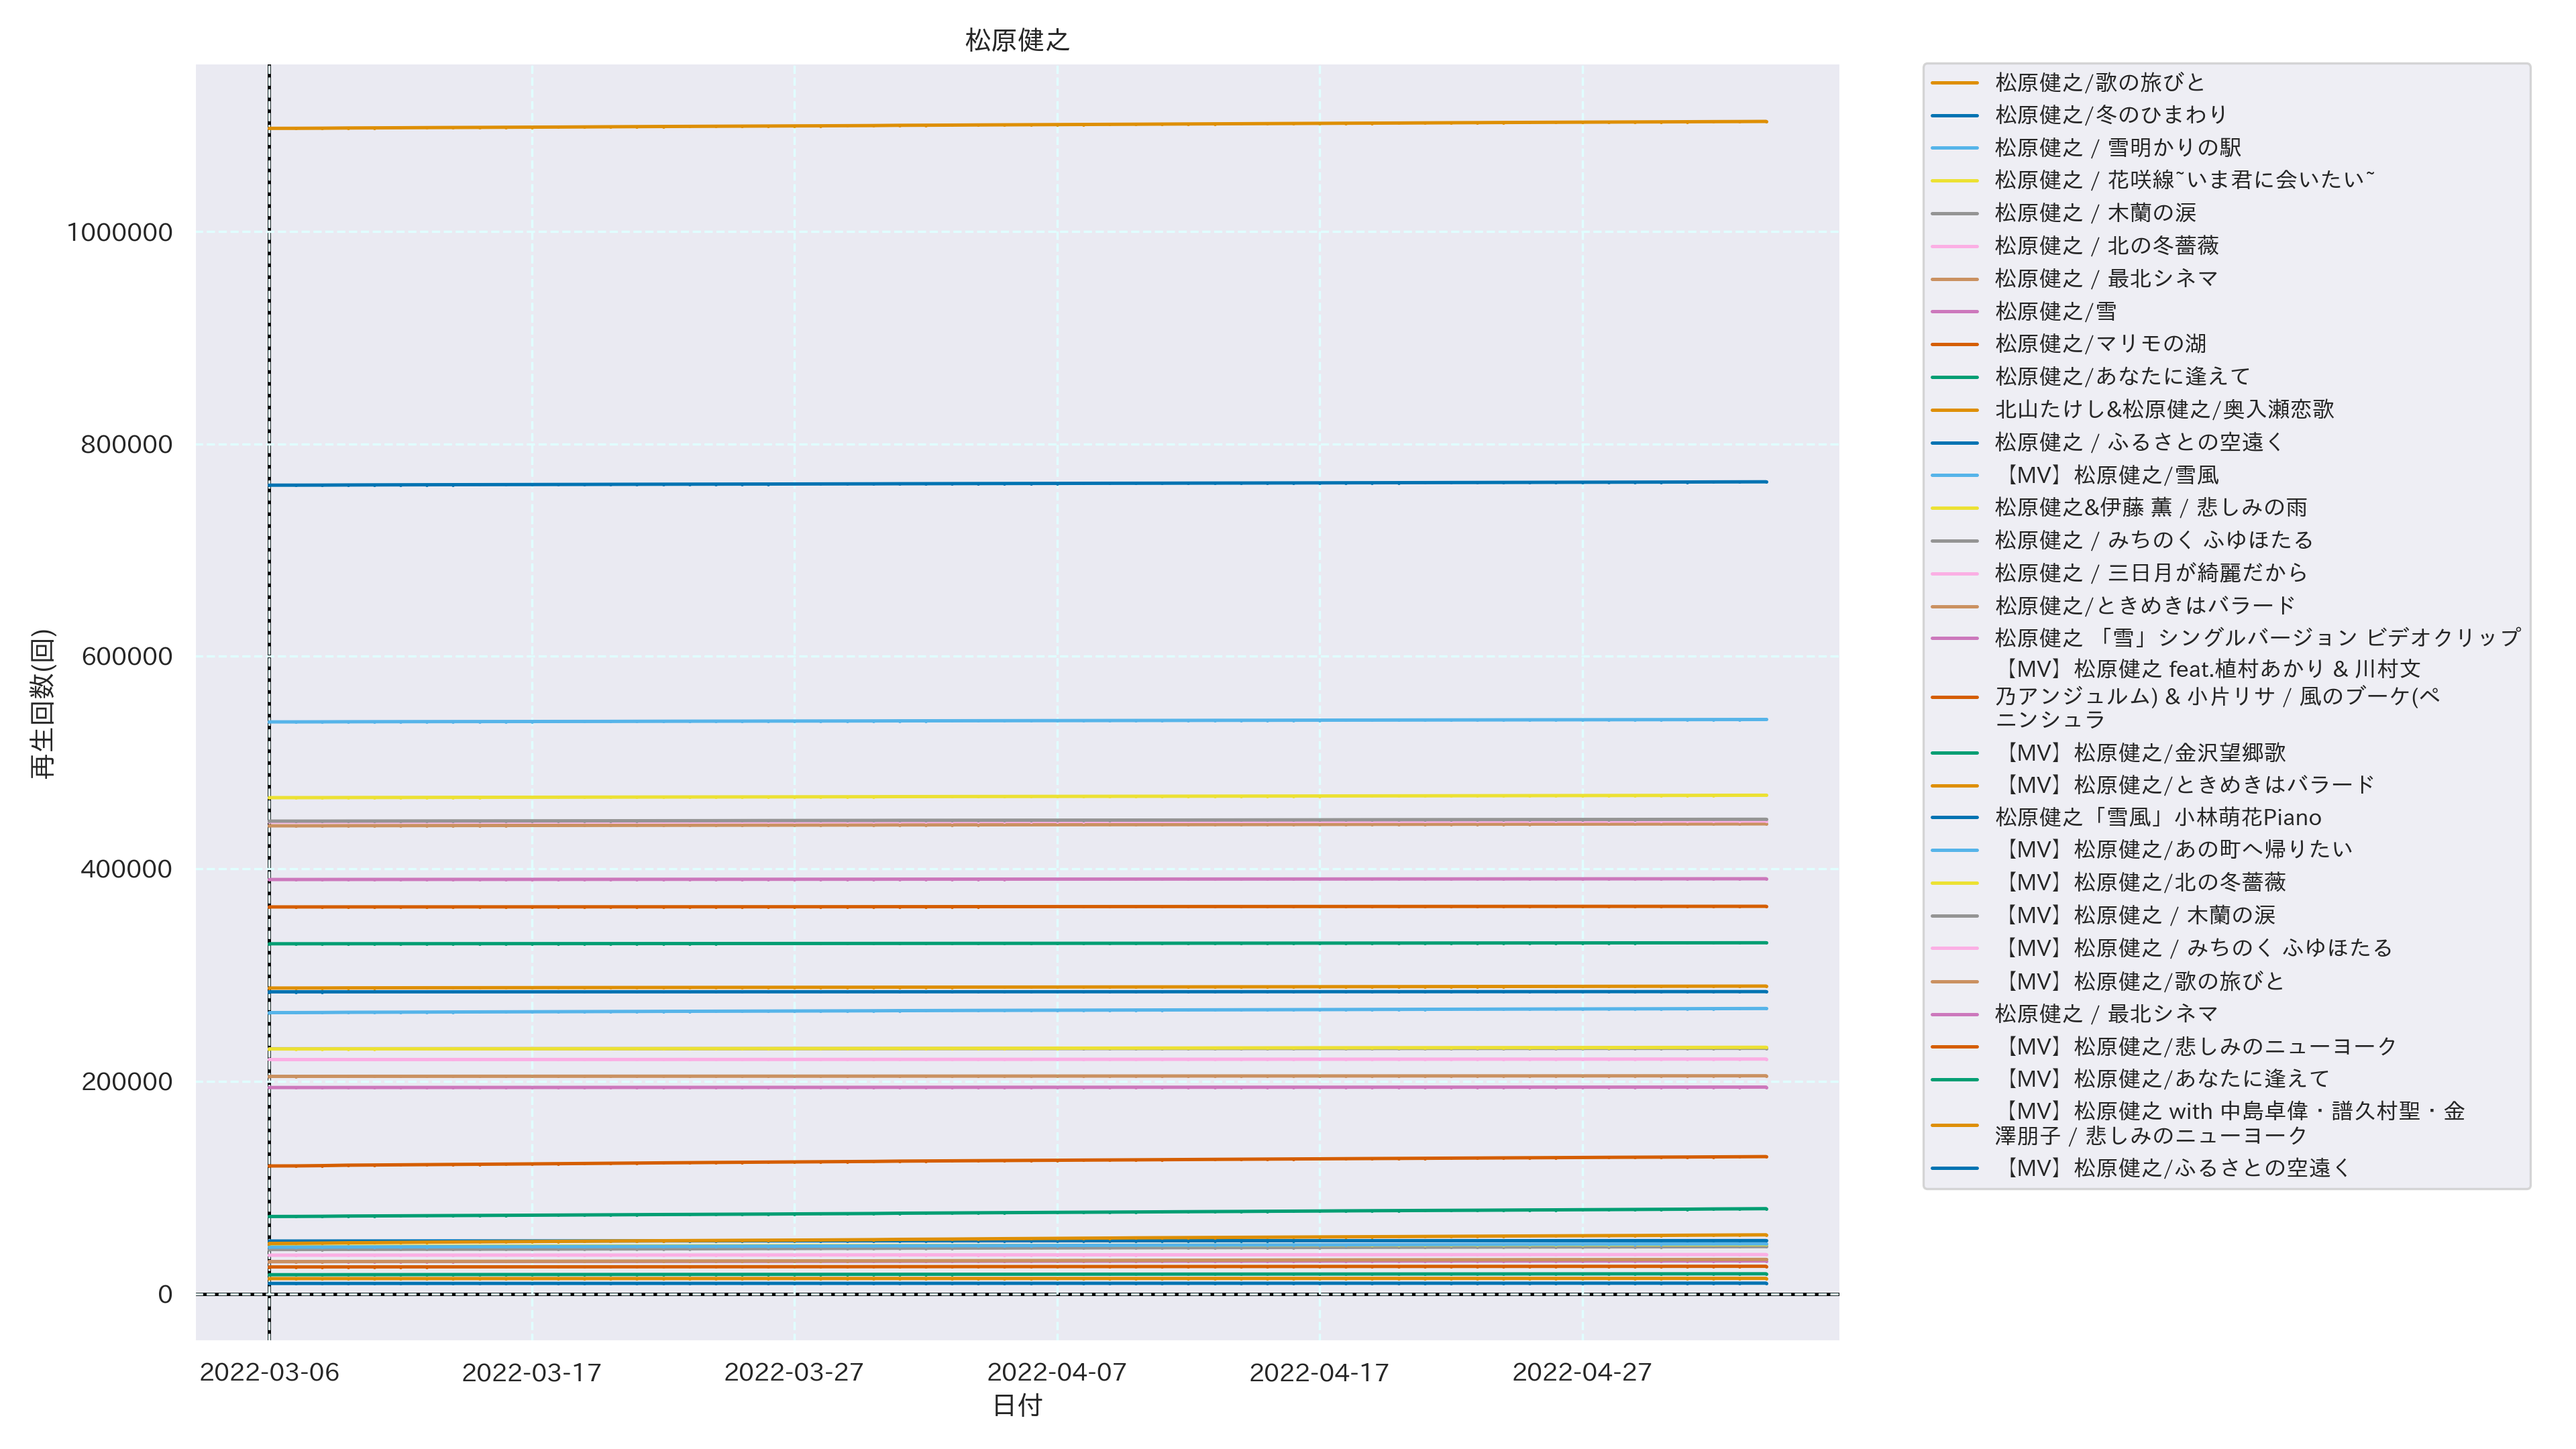 松原健之
1000000
800000
600000
400000
200000
0
再生回数(回)
2022-03-06
2022-03-17
2022-03-27
2022-04-07
2022-04-17
2022-04-27
日付
松原健之/歌の旅びと
松原健之/冬のひまわり
松原健之 / 雪明かりの駅
松原健之 / 花咲線~いま君に会いたい~
松原健之 / 木蘭の涙
松原健之 / 北の冬薔薇
松原健之 / 最北シネマ
松原健之/雪
松原健之/マリモの湖
松原健之/あなたに逢えて
北山たけし&松原健之/奥入瀬恋歌
松原健之 / ふるさとの空遠く
【MV】松原健之/雪風
松原健之&伊藤 薫 / 悲しみの雨
松原健之 / みちのく ふゆほたる
松原健之 / 三日月が綺麗だから
松原健之/ときめきはバラード
松原健之 「雪」シングルバージョン ビデオクリップ
【MV】松原健之 feat.植村あかり & 川村文
乃アンジュルム) & 小片リサ / 風のブーケ(ペ
ニンシュラ
【MV】松原健之/金沢望郷歌
【MV】松原健之/ときめきはバラード
松原健之「雪風」小林萌花Piano
【MV】松原健之/あの町へ帰りたい
【MV】松原健之/北の冬薔薇
【MV】松原健之 / 木蘭の涙
【MV】松原健之 / みちのく ふゆほたる
【MV】松原健之/歌の旅びと
松原健之 / 最北シネマ
【MV】松原健之/悲しみのニューヨーク
【MV】松原健之/あなたに逢えて
【MV】松原健之 with 中島卓偉・譜久村聖・金
澤朋子 / 悲しみのニューヨーク
【MV】松原健之/ふるさとの空遠く